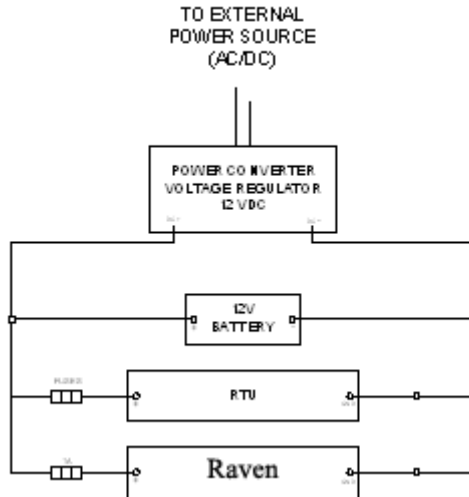 TO EXTERNAL
POWER SOURCE
(AC/DC)
POWER CONVERTER
VOLTAGE REGULATOR
12 VDC
12V
BATTERY
RTU
Raven